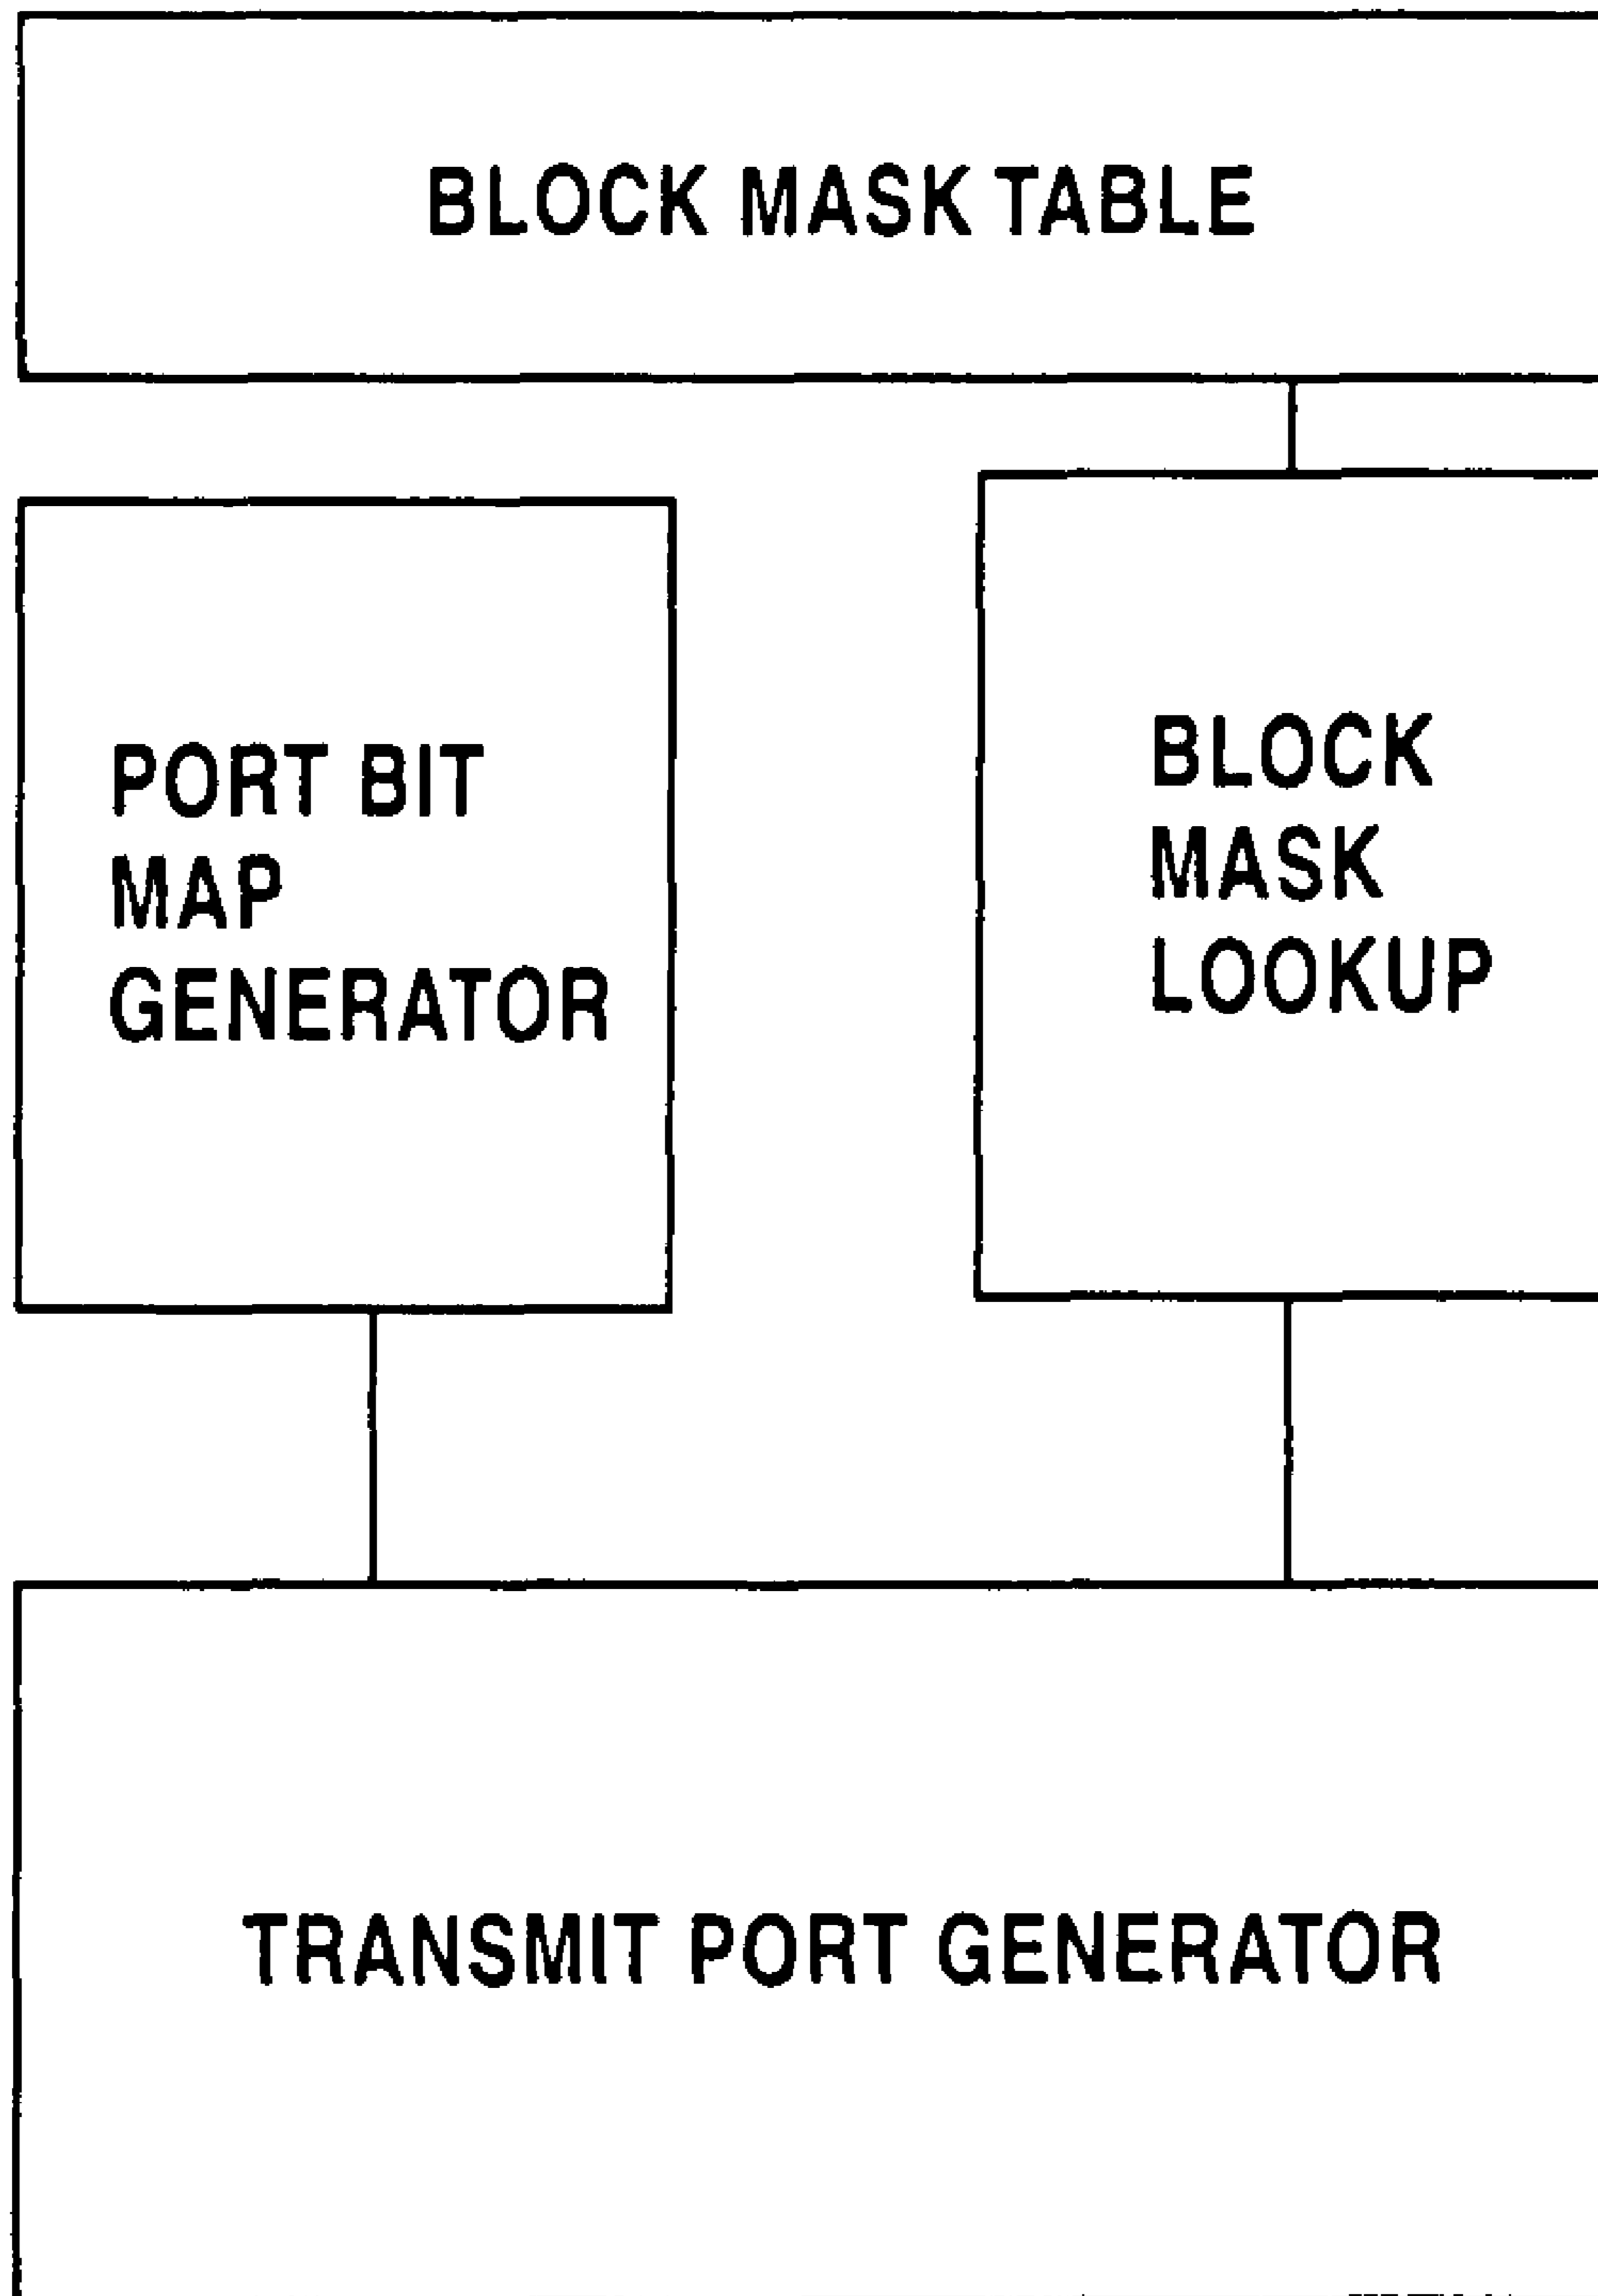 BLOCK MASK TABLE
PORT BIT
MAP
GENERATOR
BLOCK
MASK
LOOKUP
TRANSMIT PORT GENERATOR